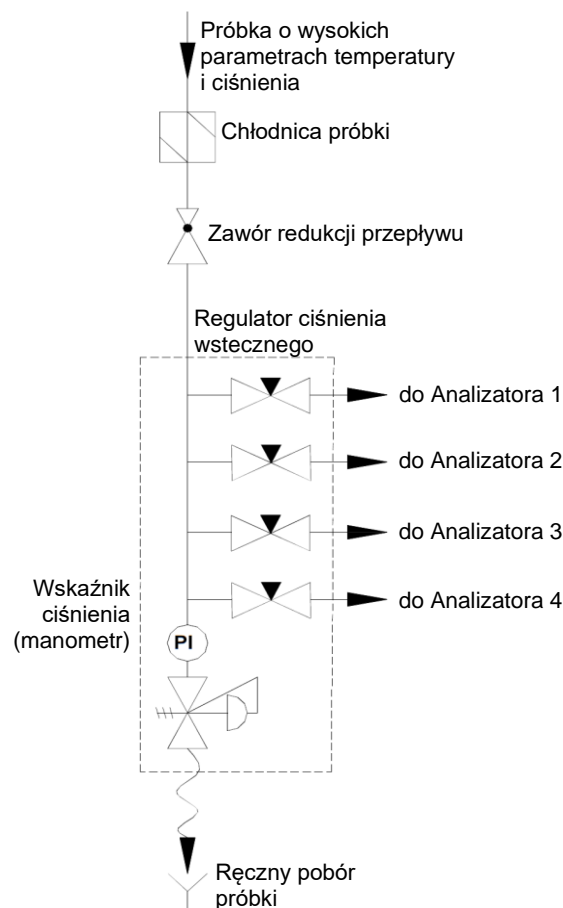 Próbka o wysokich
parametrach temperatury
i ciśnienia
Chłodnica próbki
Zawór redukcji przepływu
Regulator ciśnienia
wstecznego
do Analizatora 1
do Analizatora 2
do Analizatora 3
do Analizatora 4
Wskaźnik
ciśnienia
(manometr)
PI
Ręczny pobór
próbki